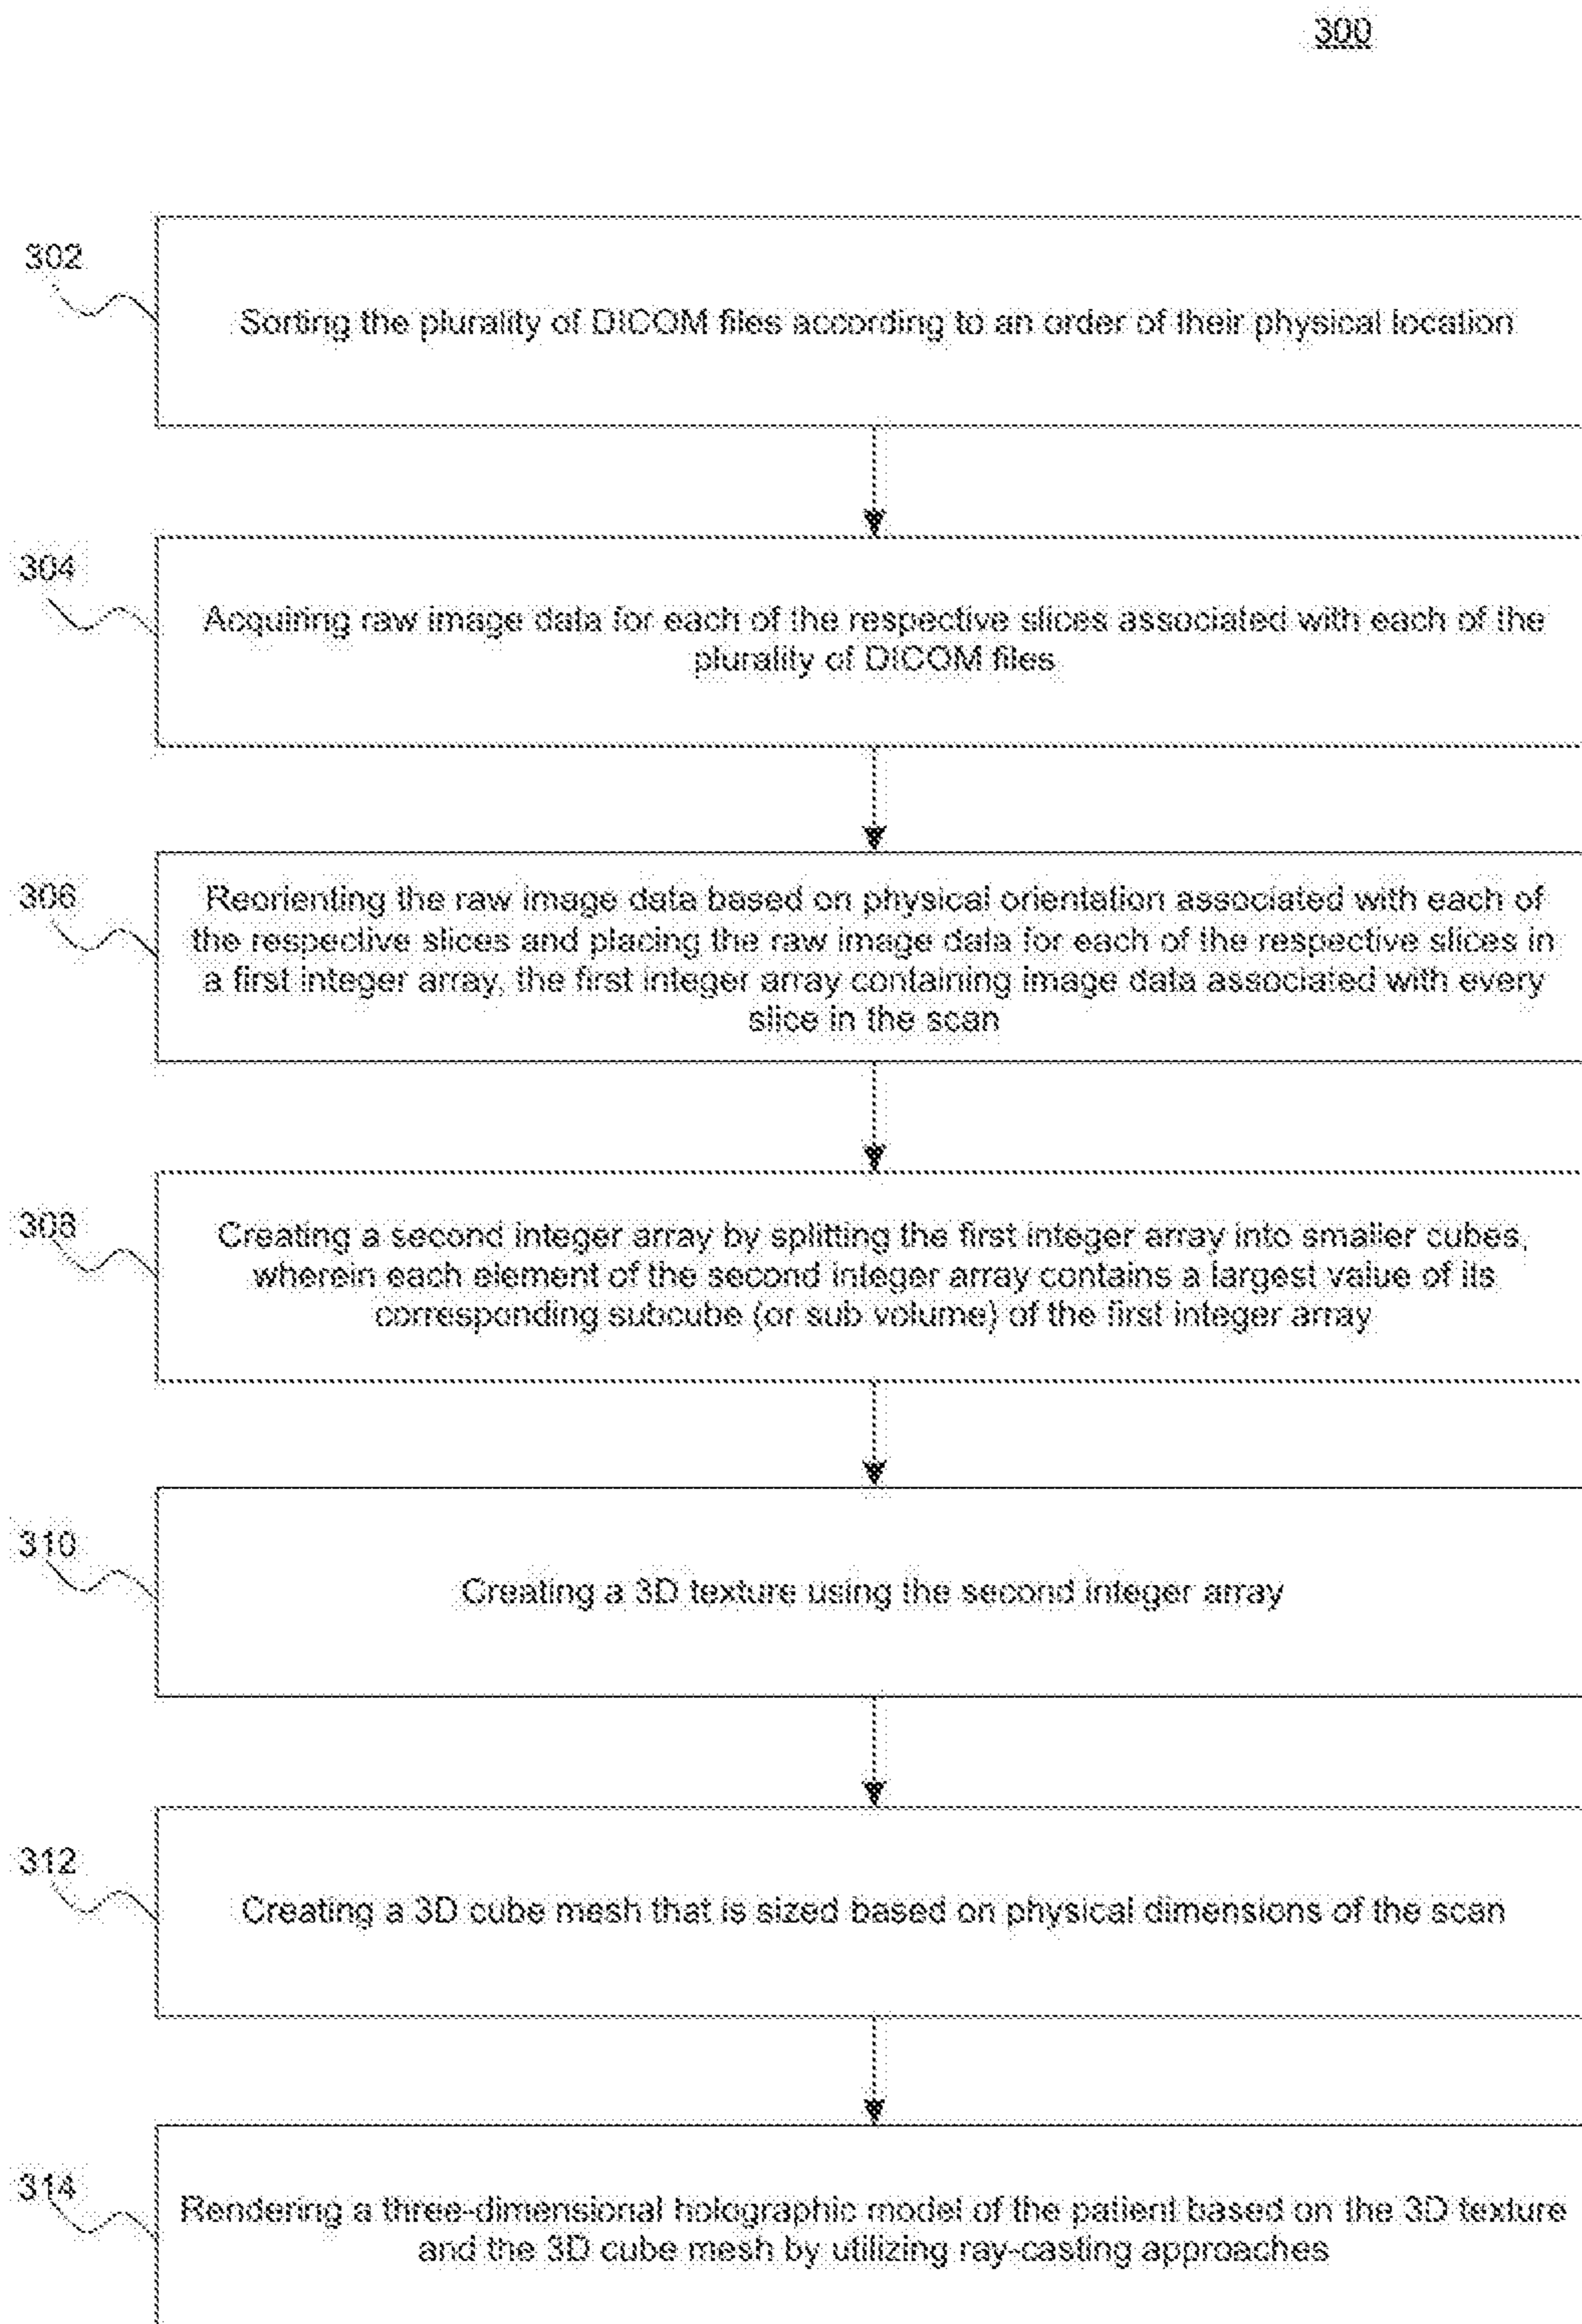 300
302
Sorting the plurality of DICOM files according to an order of their physical location
304
Acquiring raw image data for each of the respective slices associated with each of the
plurality of DICOM files
306
Reorienting the raw image data based on physical orientation associated with each of
the respective slices and placing the raw image data for each of the respective slices in
a first integer array, the first integer array containing image data associated with every
slice in the scan
308
Creating a second integer array by splitting the first integer array into smaller cubes,
wherein each element of the second integer array contains a largest value of its
corresponding subcube (or sub volume) of the first integer array
310
Creating a 3D texture using the second integer array
312
Creating a 3D cube mesh that is sized based on physical dimensions of the scan
314
Rendering a three-dimensional holographic model of the patient based on the 3D texture
and the 3D cube mesh by utilizing ray-casting approaches